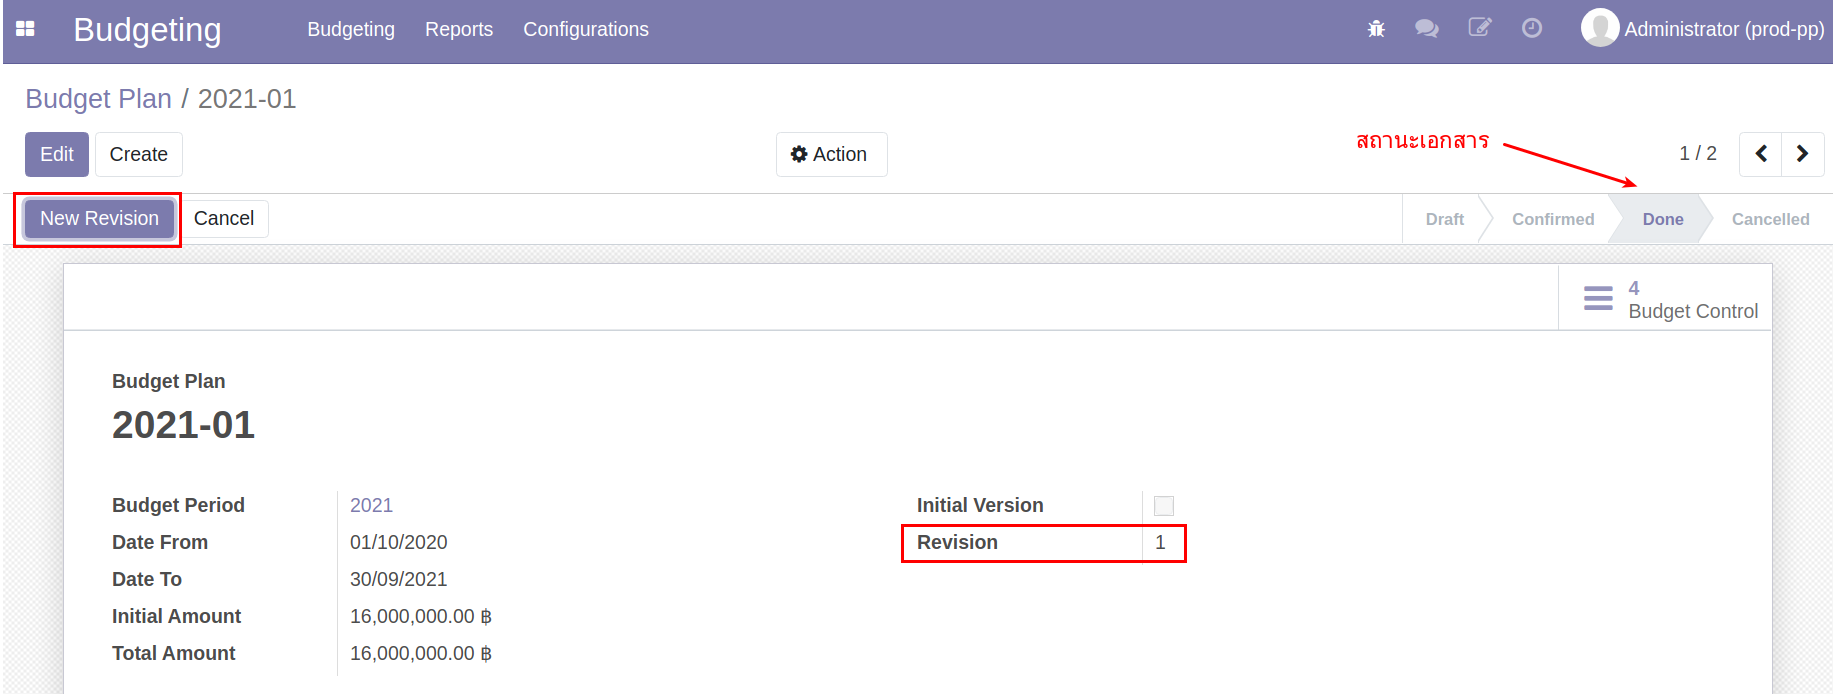 Budgeting
Budgeting Reports Configurations
Administrator (prod-pp)
Budget Plan / 2021-01
Edit Create
Action
สถานะเอกสาร
1 / 2
New Revision Cancel
Draft Confirmed Done Cancelled
4
Budget Control
Budget Plan
2021-01
Budget Period 2021
Initial Version
Date From 01/10/2020
Revision 1
Date To 30/09/2021
Initial Amount 16,000,000.00 ฿
Total Amount 16,000,000.00 ฿